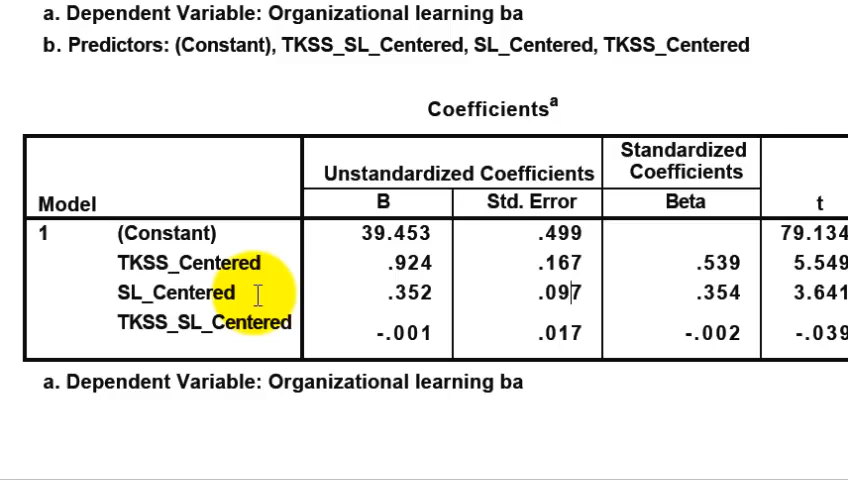 a. Dependent Variable: Organizational learning ba
b. Predictors: (Constant), TKSS_SL_Centered, SL_Centered, TKSS_Centered
Coefficientsa
Model Unstandardized Coefficients Standardized Coefficients
B Std. Error Beta t
1 (Constant) 39.453 .499 79.134
TKSS_Centered .924 .167 .539 5.549
SL_Centered .352 .097 .354 3.641
TKSS_SL_Centered -.001 .017 -.002 -.039
a. Dependent Variable: Organizational learning ba